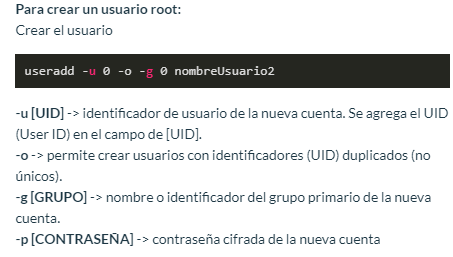 Para crear un usuario root:
Crear el usuario
useradd -u 0 -o -g 0 nombreUsuario2
-u [UID] -> identificador de usuario de la nueva cuenta. Se agrega el UID
(User ID) en el campo de [UID].
-o -> permite crear usuarios con identificadores (UID) duplicados (no
únicos).
-g [GRUPO] -> nombre o identificador del grupo primario de la nueva
cuenta.
-p [CONTRASEÑA] -> contraseña cifrada de la nueva cuenta